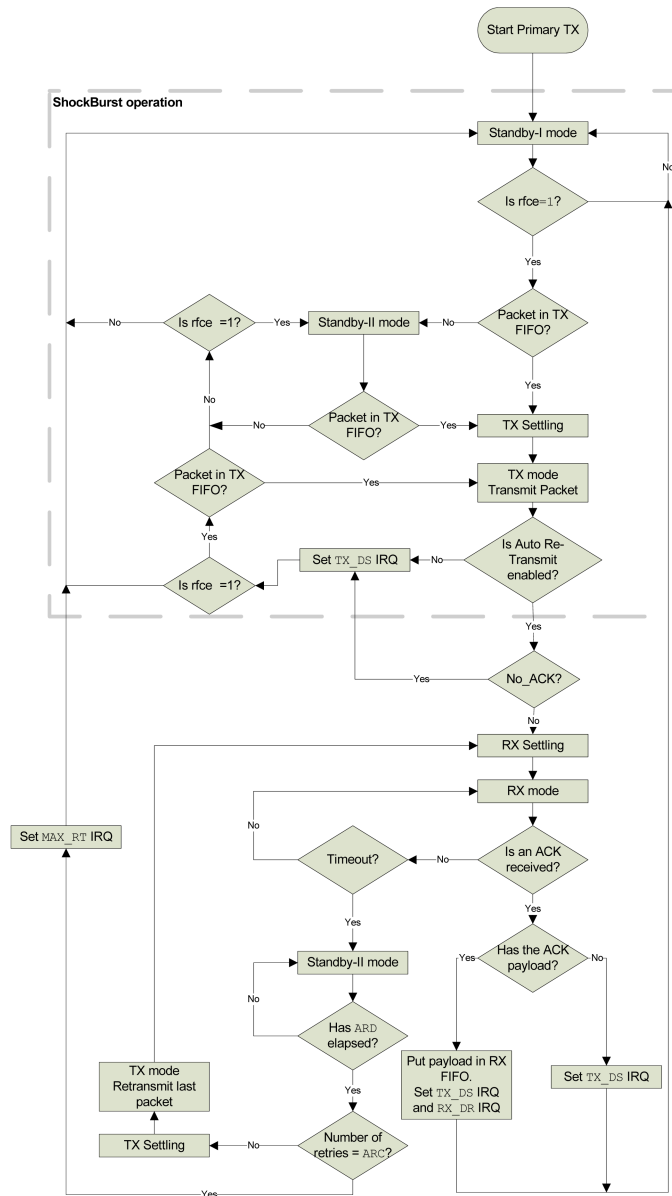 Start Primary TX
ShockBurst operation
Standby-I mode
No
Is rfce=1?
Yes
Is rfce =1?
No
Yes
Standby-II mode
No
Packet in TX
FIFO?
Yes
No
Packet in TX
FIFO?
No
Yes
TX Settling
Packet in TX
FIFO?
Yes
TX mode
Transmit Packet
Yes
Is rfce =1?
Set TX_DS IRQ
No
Is Auto Re-
Transmit
enabled?
Yes
No_ACK?
Yes
No
RX Settling
RX mode
No
Set MAX_RT IRQ
Timeout?
No
Is an ACK
received?
Yes
Yes
Standby-II mode
Yes
Has the ACK
payload?
No
No
Has ARD
elapsed?
Yes
TX mode
Retransmit last
packet
Put payload in RX
FIFO.
Set TX_DS IRQ
and RX_DR IRQ
Set TX_DS IRQ
TX Settling
No
Number of
retries = ARC?
Yes